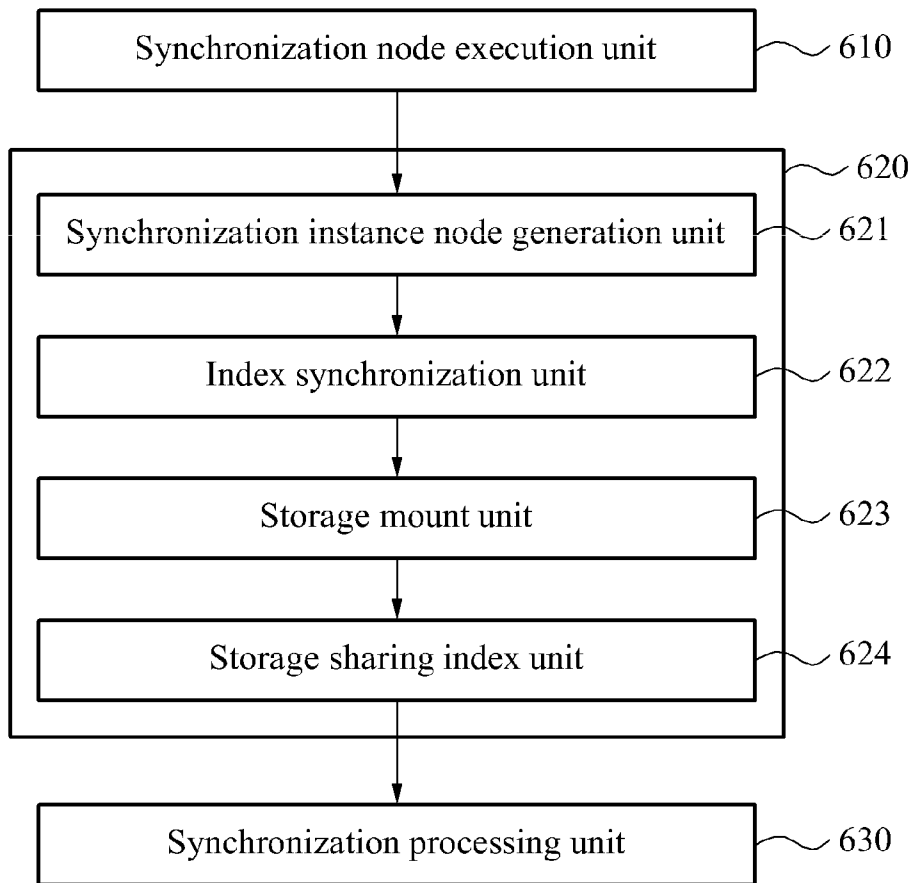 Synchronization node execution unit 610
620
Synchronization instance node generation unit 621
Index synchronization unit 622
Storage mount unit 623
Storage sharing index unit 624
Synchronization processing unit 630